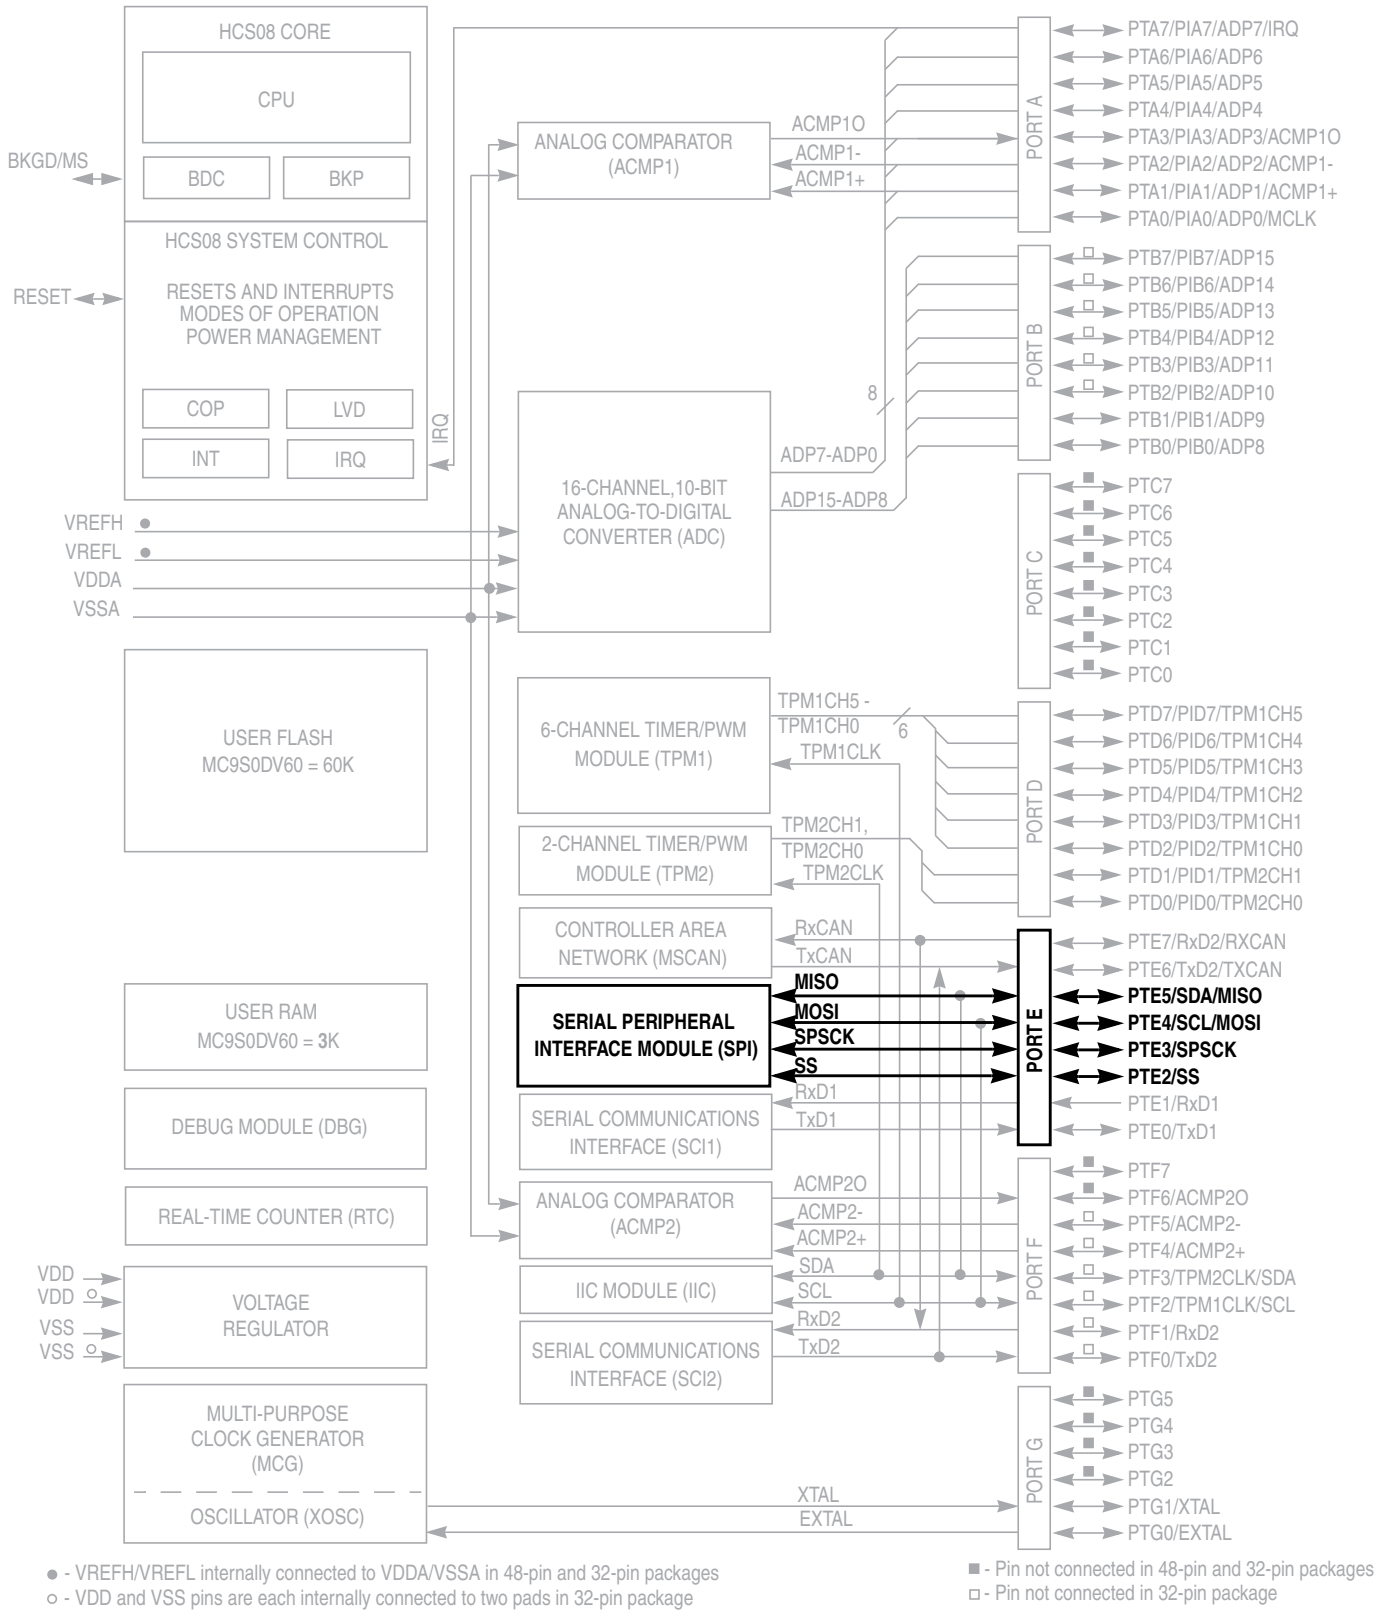 HCS08 CORE
CPU
BDC
BKP
BKGD/MS
HCS08 SYSTEM CONTROL
RESETS AND INTERRUPTS
MODES OF OPERATION
POWER MANAGEMENT
RESET
COP
LVD
INT
IRQ
IRQ
VREFH
VREFL
VDDA
VSSA
USER FLASH
MC9S0DV60 = 60K
USER RAM
MC9S0DV60 = 3K
DEBUG MODULE (DBG)
REAL-TIME COUNTER (RTC)
VDD
VDD
VSS
VSS
VOLTAGE
REGULATOR
MULTI-PURPOSE
CLOCK GENERATOR
(MCG)
OSCILLATOR (XOSC)
ANALOG COMPARATOR
(ACMP1)
ACMP1O
ACMP1-
ACMP1+
16-CHANNEL,10-BIT
ANALOG-TO-DIGITAL
CONVERTER (ADC)
8
ADP7-ADP0
ADP15-ADP8
6-CHANNEL TIMER/PWM
MODULE (TPM1)
TPM1CH5 -
TPM1CH0
6
TPM1CLK
2-CHANNEL TIMER/PWM
MODULE (TPM2)
TPM2CH1,
TPM2CH0
TPM2CLK
CONTROLLER AREA
NETWORK (MSCAN)
RxCAN
TxCAN
SERIAL PERIPHERAL
INTERFACE MODULE (SPI)
MISO
MOSI
SPSCK
SS
SERIAL COMMUNICATIONS
INTERFACE (SCI1)
RxD1
TxD1
ANALOG COMPARATOR
(ACMP2)
ACMP2O
ACMP2-
ACMP2+
IIC MODULE (IIC)
SDA
SCL
SERIAL COMMUNICATIONS
INTERFACE (SCI2)
RxD2
TxD2
XTAL
EXTAL
PORT A
PTA7/PIA7/ADP7/IRQ
PTA6/PIA6/ADP6
PTA5/PIA5/ADP5
PTA4/PIA4/ADP4
PTA3/PIA3/ADP3/ACMP1O
PTA2/PIA2/ADP2/ACMP1-
PTA1/PIA1/ADP1/ACMP1+
PTA0/PIA0/ADP0/MCLK
PORT B
PTB7/PIB7/ADP15
PTB6/PIB6/ADP14
PTB5/PIB5/ADP13
PTB4/PIB4/ADP12
PTB3/PIB3/ADP11
PTB2/PIB2/ADP10
PTB1/PIB1/ADP9
PTB0/PIB0/ADP8
PORT C
PTC7
PTC6
PTC5
PTC4
PTC3
PTC2
PTC1
PTC0
PORT D
PTD7/PID7/TPM1CH5
PTD6/PID6/TPM1CH4
PTD5/PID5/TPM1CH3
PTD4/PID4/TPM1CH2
PTD3/PID3/TPM1CH1
PTD2/PID2/TPM1CH0
PTD1/PID1/TPM2CH1
PTD0/PID0/TPM2CH0
PORT E
PTE7/RxD2/RXCAN
PTE6/TxD2/TXCAN
PTE5/SDA/MISO
PTE4/SCL/MOSI
PTE3/SPSCK
PTE2/SS
PTE1/RxD1
PTE0/TxD1
PORT F
PTF7
PTF6/ACMP2O
PTF5/ACMP2-
PTF4/ACMP2+
PTF3/TPM2CLK/SDA
PTF2/TPM1CLK/SCL
PTF1/RxD2
PTF0/TxD2
PORT G
PTG5
PTG4
PTG3
PTG2
PTG1/XTAL
PTG0/EXTAL
● - VREFH/VREFL internally connected to VDDA/VSSA in 48-pin and 32-pin packages
○ - VDD and VSS pins are each internally connected to two pads in 32-pin package
■ - Pin not connected in 48-pin and 32-pin packages
□ - Pin not connected in 32-pin package